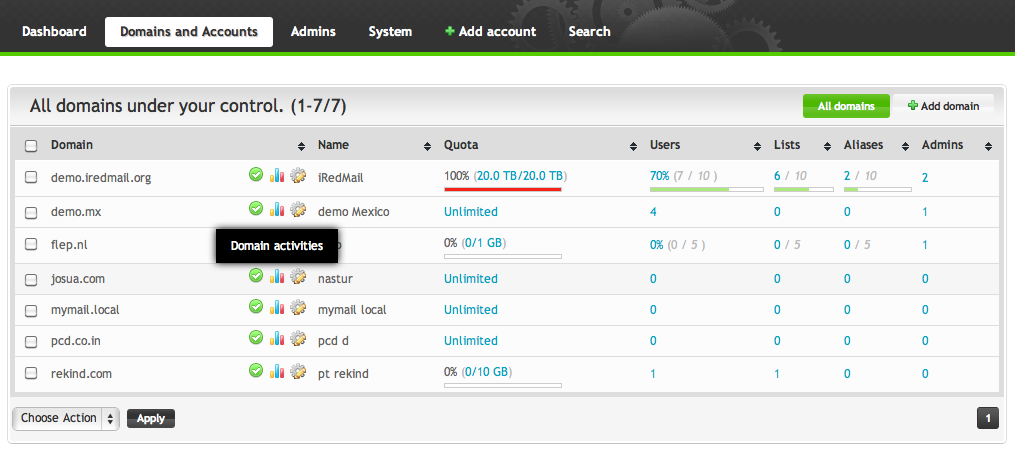 Dashboard Domains and Accounts Admins System Add account Search
All domains under your control. (1-7/7) All domains Add domain
Domain Name Quota Users Lists Aliases Admins
demo.iredmail.org iRedMail 100% (20.0 TB/20.0 TB) 70% (7 / 10 ) 6 / 10 2 / 10 2
demo.mx demo Mexico Unlimited 4 0 0 1
flep.nl 0% (0/1 GB) 0% (0 / 5 ) 0 / 5 0 / 5 1
Domain activities
josua.com nastur Unlimited 0 0 0 0
mymail.local mymail local Unlimited 0 0 0 0
pcd.co.in pcd d Unlimited 0 0 0 0
rekind.com pt rekind 0% (0/10 GB) 1 1 0 0
Choose Action Apply 1